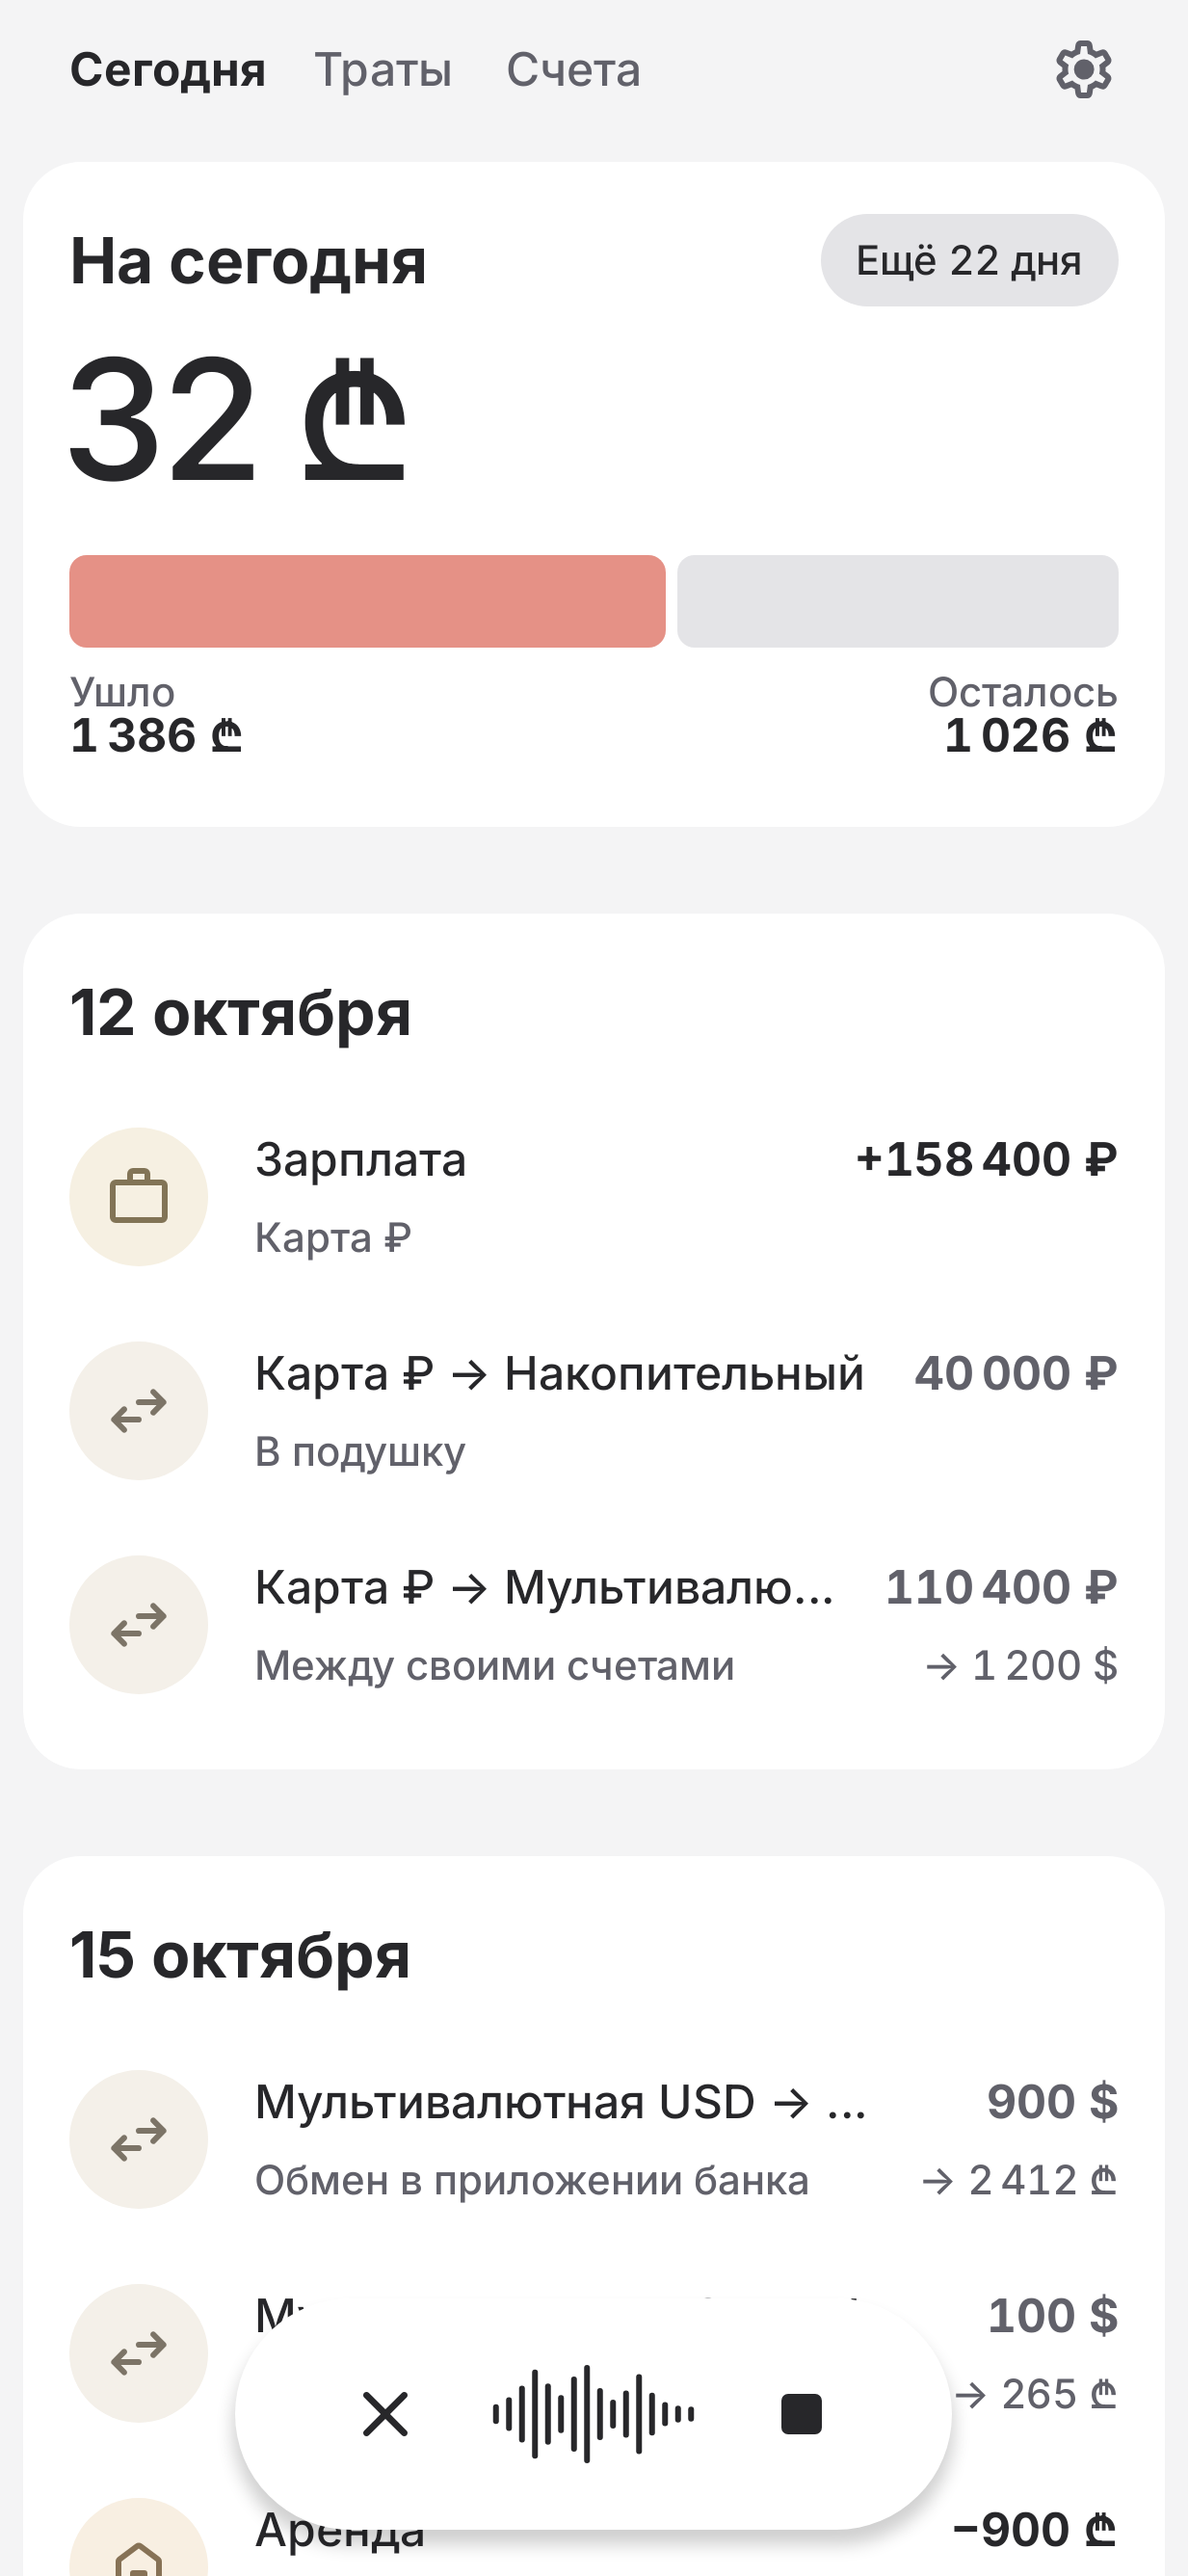 Сегодня Траты Счета
На сегодня Ещё 22 дня
32 ₾
Ушло Осталось
1 386 ₾ 1 026 ₾
12 октября
Зарплата +158 400 ₽
Карта ₽
Карта ₽ → Накопительный 40 000 ₽
В подушку
Карта ₽ → Мультивалю... 110 400 ₽
Между своими счетами → 1 200 $
15 октября
Мультивалютная USD → ... 900 $
Обмен в приложении банка → 2 412 ₾
100 $
→ 265 ₾
Аренда −900 ₾